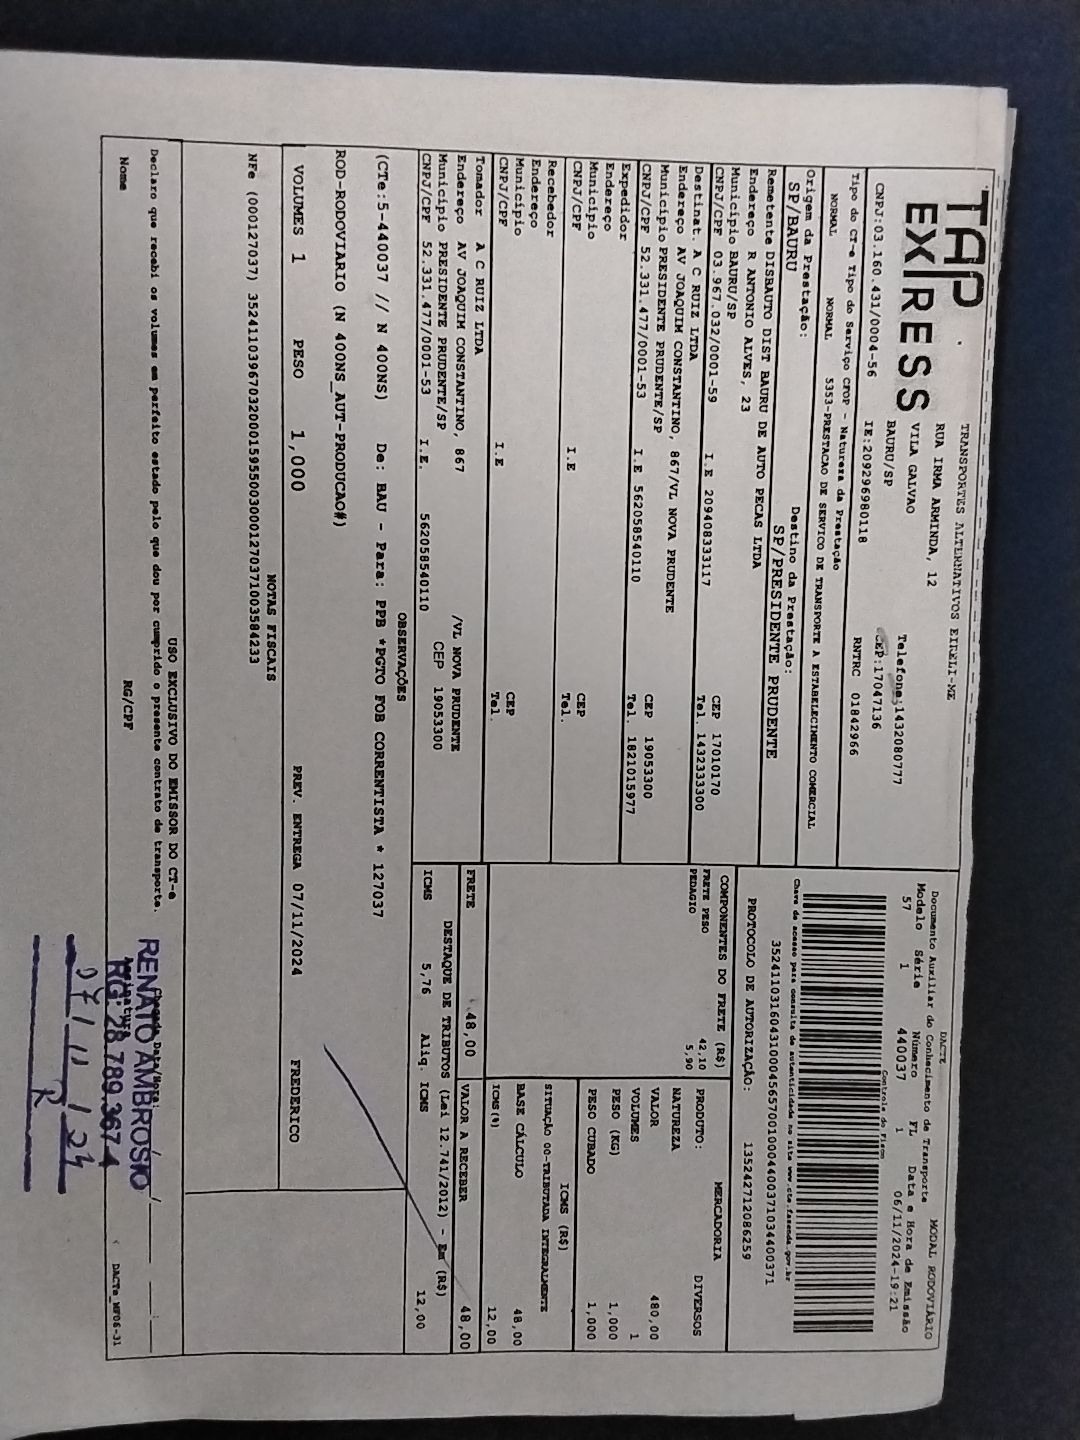 TAP EXPRESS
TRANSPORTES ALTERNATIVOS EIRELI-ME
RUA IRMA ARMINDA, 12
VILA GALVAO Telefone:1432080777
BAURU/SP CEP:17047136
CNPJ:03.160.431/0004-56 IE:209296980118 RNTRC 01842966
Tipo do CT-e Tipo do Serviço CFOP - Natureza da Prestação
NORMAL NORMAL 5353-PRESTACAO DE SERVICO DE TRANSPORTE A ESTABELECIMENTO COMERCIAL
Origem da Prestação: Destino da Prestação:
SP/BAURU SP/PRESIDENTE PRUDENTE
Remetente DISBAUTO DIST BAURU DE AUTO PECAS LTDA
Endereço R ANTONIO ALVES, 23
Município BAURU/SP CEP 17010170
CNPJ/CPF 03.967.032/0001-59 I.E 209408333117 Tel. 1432333300
Destinat. A C RUIZ LTDA
Endereço AV JOAQUIM CONSTANTINO, 867/VL NOVA PRUDENTE
Município PRESIDENTE PRUDENTE/SP CEP 19053300
CNPJ/CPF 52.331.477/0001-53 I.E 562058540110 Tel. 1821015977
Expedidor
Endereço
Município CEP
CNPJ/CPF I.E Tel.
Recebedor
Endereço
Município CEP
CNPJ/CPF I.E Tel.
Tomador A C RUIZ LTDA
Endereço AV JOAQUIM CONSTANTINO, 867 /VL NOVA PRUDENTE
Município PRESIDENTE PRUDENTE/SP CEP 19053300
CNPJ/CPF 52.331.477/0001-53 I.E. 562058540110
DACTE MODAL RODOVIÁRIO
Documento Auxiliar do Conhecimento de Transporte
Modelo Série Número FL Data e Hora de Emissão
57 1 440037 1 06/11/2024-19:21
Controle do Fisco
Chave de acesso para consulta de autenticidade no site www.cte.fazenda.gov.br
35241103160431000456570010004400371034400371
PROTOCOLO DE AUTORIZAÇÃO: 135242712086259
COMPONENTES DO FRETE (R$)
FRETE PESO 42,10
PEDAGIO 5,90
MERCADORIA
PRODUTO: DIVERSOS
NATUREZA
VALOR 480,00
VOLUMES 1
PESO (KG) 1,000
PESO CUBADO 1,000
ICMS (R$)
SITUAÇÃO 00-TRIBUTADA INTEGRALMENTE
BASE CÁLCULO 48,00
ICMS(%) 12,00
FRETE 48,00 VALOR A RECEBER 48,00
DESTAQUE DE TRIBUTOS (Lei 12.741/2012) - Em (R$)
ICMS 5,76 Aliq. ICMS 12,00
OBSERVAÇÕES
(CTe:5-440037 // N 400NS) De: BAU - Para: PPB *PGTO FOB CORRENTISTA * 127037
ROD-RODOVIARIO (N 400NS_AUT-PRODUCAO#)
VOLUMES 1 PESO 1,000 PREV. ENTREGA 07/11/2024 FREDERICO
NOTAS FISCAIS
NFe (000127037) 35241103967032000159550030001270371003584233
USO EXCLUSIVO DO EMISSOR DO CT-e
Declaro que recebi os volumes em perfeito estado pelo que dou por cumprido o presente contrato de transporte.
Nome RG/CPF Assinatura
Data/Hora:
RENATO AMBRÓSIO
RG: 28.789.367-4
07/11/24
R
DACTe_MF06-31